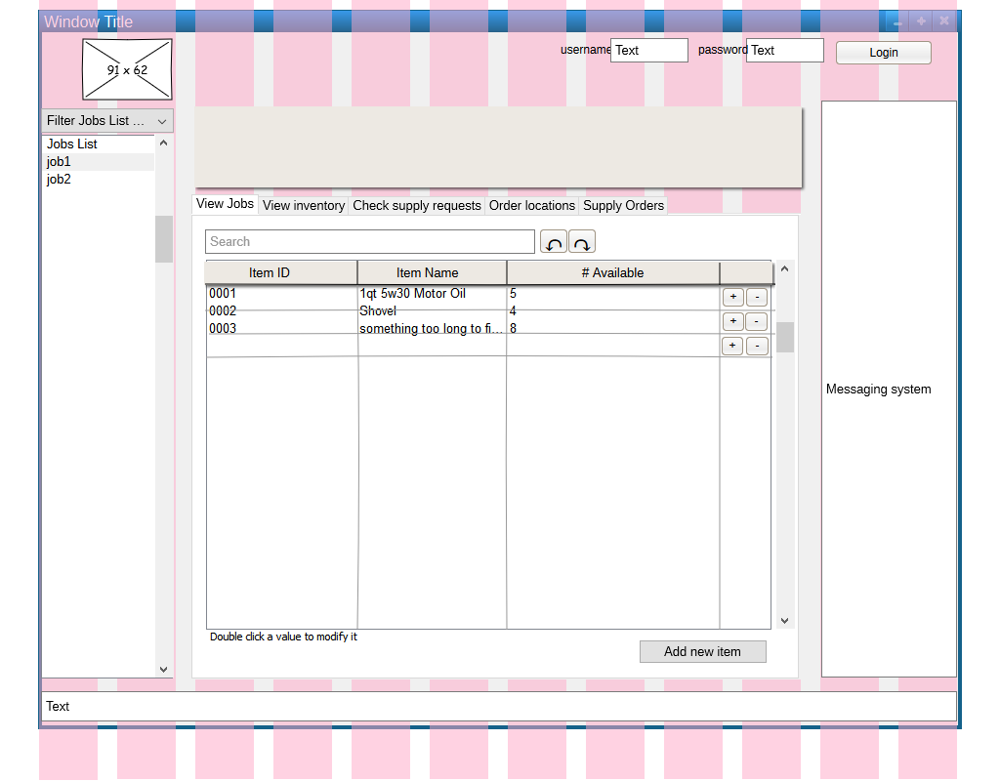 Window Title
91 x 62
username Text password Text Login
Filter Jobs List ...
Jobs List
job1
job2
View Jobs View inventory Check supply requests Order locations Supply Orders
Search
Item ID Item Name # Available
0001 1qt 5w30 Motor Oil 5 + -
0002 Shovel 4 + -
0003 something too long to fi... 8
+ -
Messaging system
Double click a value to modify it
Add new item
Text